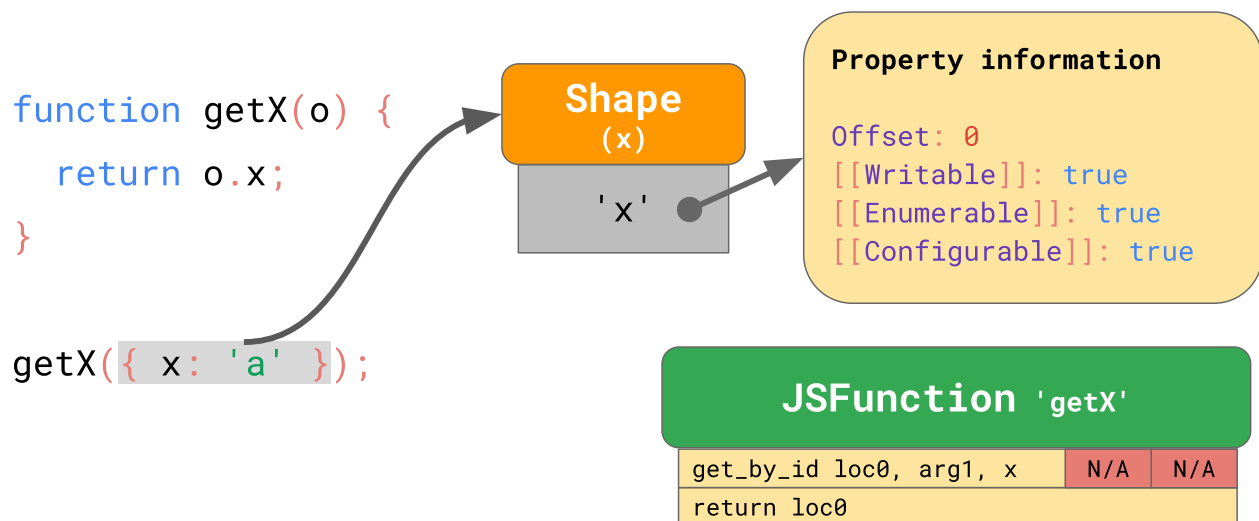 function getX(o) {
  return o.x;
}
getX({ x: 'a' });
Shape
(x)
'x'
Property information
Offset: 0
[[Writable]]: true
[[Enumerable]]: true
[[Configurable]]: true
JSFunction 'getX'
get_by_id loc0, arg1, x N/A N/A
return loc0